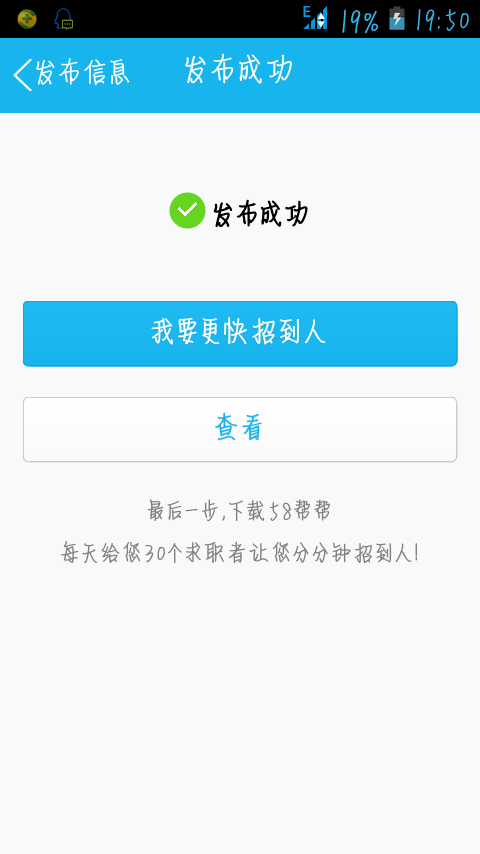 E 19% 19:50
发布信息 发布成功
发布成功
我要更快招到人
查看
最后一步,下载58帮帮
每天给您30个求职者让您分分钟招到人!